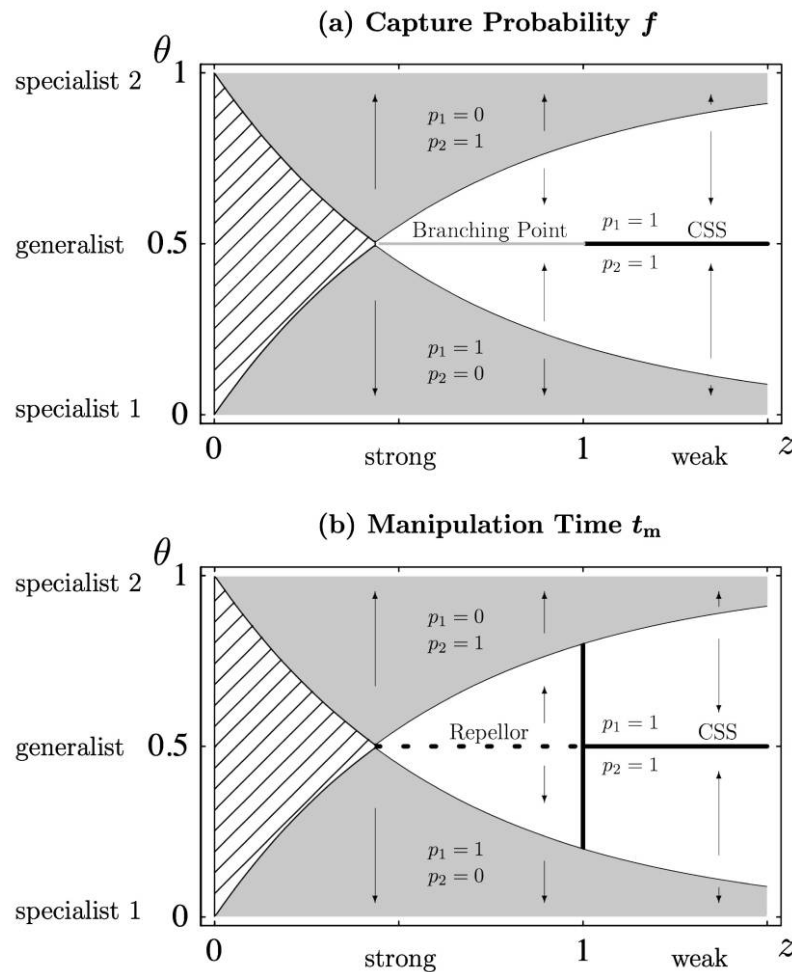 (a) Capture Probability f
θ
specialist 2 1
p₁ = 0
p₂ = 1
generalist 0.5 Branching Point p₁ = 1 CSS
p₂ = 1
p₁ = 1
p₂ = 0
specialist 1 0
0 1 z
strong weak
(b) Manipulation Time tₘ
θ
specialist 2 1
p₁ = 0
p₂ = 1
generalist 0.5 Repellor p₁ = 1 CSS
p₂ = 1
p₁ = 1
p₂ = 0
specialist 1 0
0 1 z
strong weak